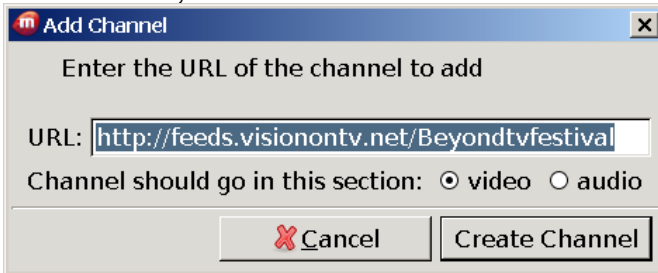 Add Channel
Enter the URL of the channel to add
URL: http://feeds.visionontv.net/Beyondtvfestival
Channel should go in this section: video audio
Cancel Create Channel